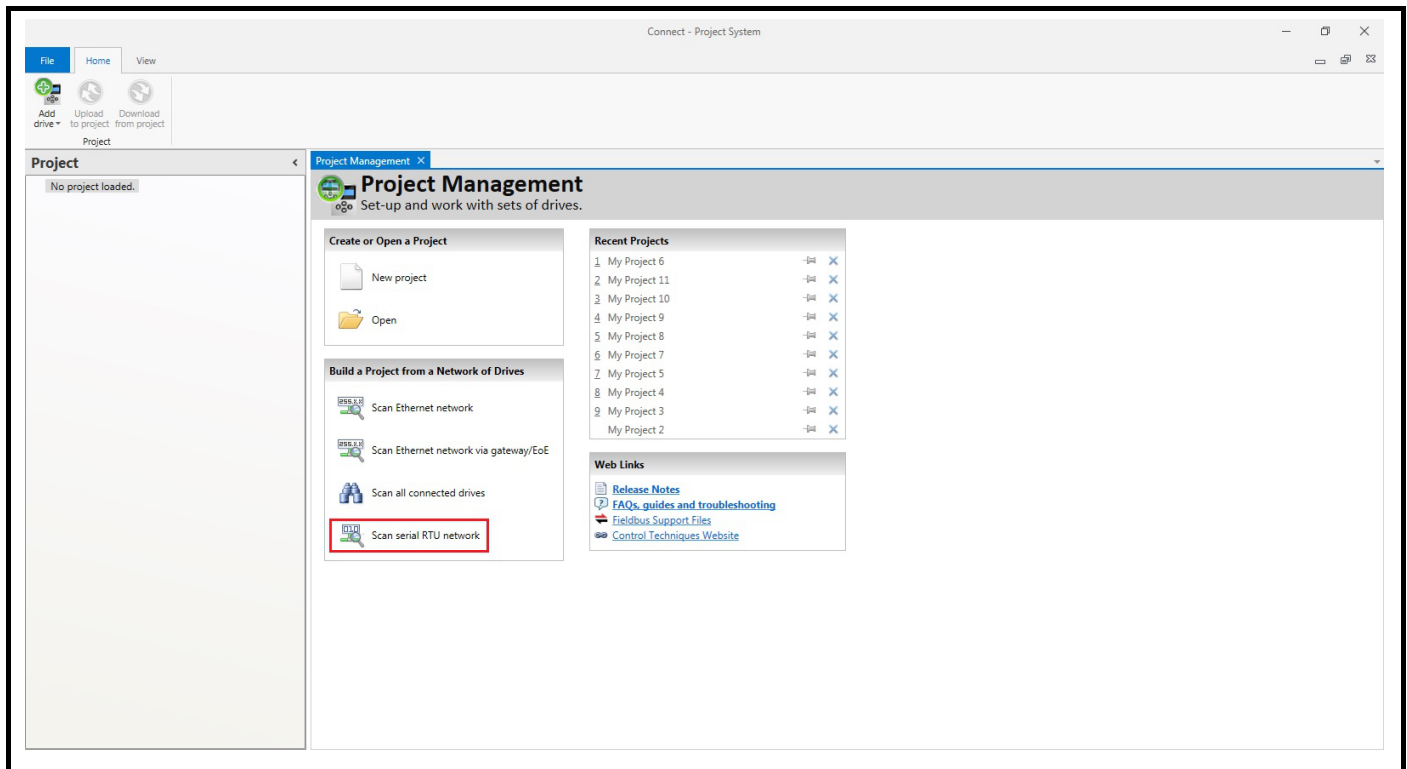 Connect - Project System
File Home View
Add drive
Upload to project
Download from project
Project
Project
No project loaded.
Project Management
Project Management
Set-up and work with sets of drives.
Create or Open a Project
New project
Open
Build a Project from a Network of Drives
Scan Ethernet network
Scan Ethernet network via gateway/EoE
Scan all connected drives
Scan serial RTU network
Recent Projects
1 My Project 6
2 My Project 11
3 My Project 10
4 My Project 9
5 My Project 8
6 My Project 7
7 My Project 5
8 My Project 4
9 My Project 3
My Project 2
Web Links
Release Notes
FAQs, guides and troubleshooting
Fieldbus Support Files
Control Techniques Website